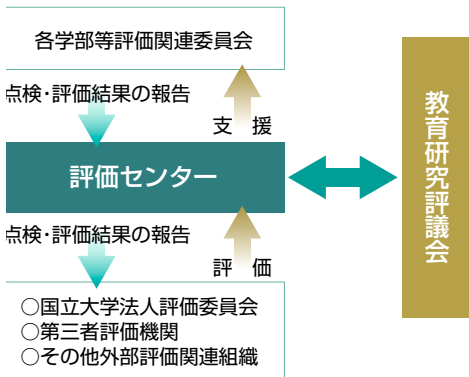 各学部等評価関連委員会
点検・評価結果の報告
支 援
評価センター
教育研究評議会
点検・評価結果の報告
評 価
○国立大学法人評価委員会
○第三者評価機関
○その他外部評価関連組織